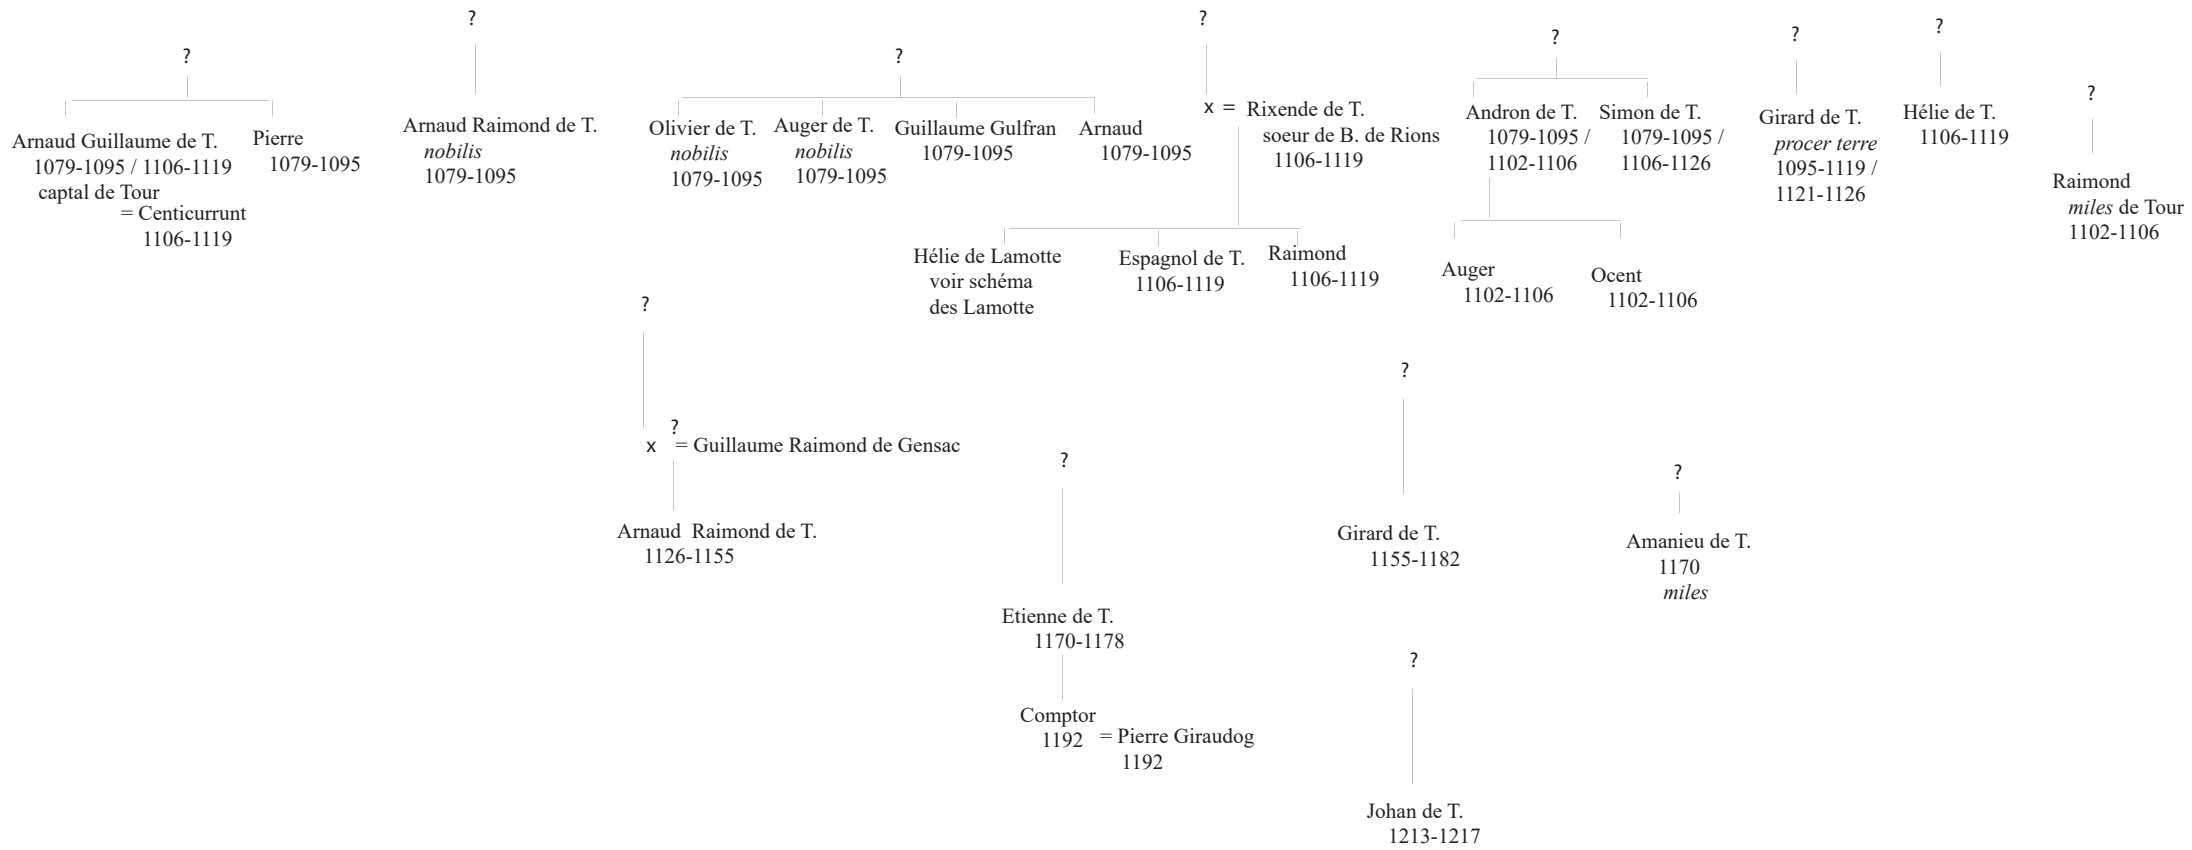 ?
Arnaud Guillaume de T.
1079-1095 / 1106-1119
captal de Tour
= Centicurrunt
1106-1119
Pierre
1079-1095
?
Arnaud Raimond de T.
nobilis
1079-1095
?
Olivier de T.
nobilis
1079-1095
Auger de T.
nobilis
1079-1095
Guillaume Gulfran
1079-1095
Arnaud
1079-1095
?
x = Rixende de T.
soeur de B. de Rions
1106-1119
Hélie de Lamotte
voir schéma
des Lamotte
Espagnol de T.
1106-1119
Raimond
1106-1119
?
Andron de T.
1079-1095 /
1102-1106
Simon de T.
1079-1095 /
1106-1126
Auger
1102-1106
Ocent
1102-1106
?
Girard de T.
procer terre
1095-1119 /
1121-1126
?
Hélie de T.
1106-1119
?
Raimond
miles de Tour
1102-1106
?
?
x = Guillaume Raimond de Gensac
Arnaud Raimond de T.
1126-1155
?
Etienne de T.
1170-1178
Comptor
1192
= Pierre Giraudog
1192
?
Girard de T.
1155-1182
?
Amanieu de T.
1170
miles
?
Johan de T.
1213-1217